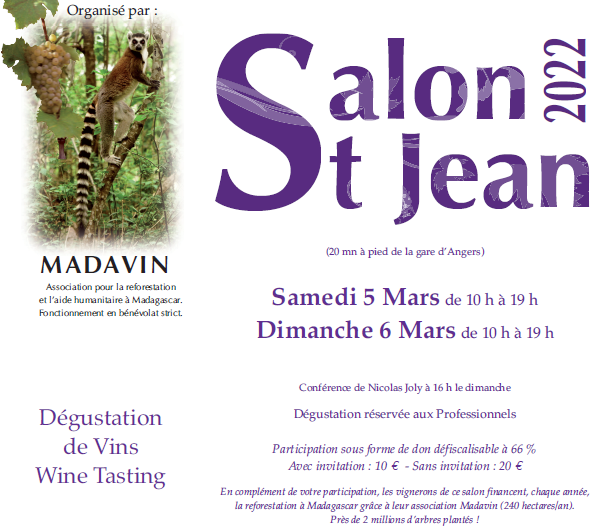 Organisé par :
Salon
2022
St Jean
(20 mn à pied de la gare d'Angers)
MADAVIN
Association pour la reforestation
et l'aide humanitaire à Madagascar.
Fonctionnement en bénévolat strict.
Samedi 5 Mars de 10 h à 19 h
Dimanche 6 Mars de 10 h à 19 h
Conférence de Nicolas Joly à 16 h le dimanche
Dégustation réservée aux Professionnels
Dégustation
de Vins
Wine Tasting
Participation sous forme de don défiscalisable à 66 %
Avec invitation : 10 € - Sans invitation : 20 €
En complément de votre participation, les vignerons de ce salon financent, chaque année,
la reforestation à Madagascar grâce à leur association Madavin (240 hectares/an).
Près de 2 millions d'arbres plantés !